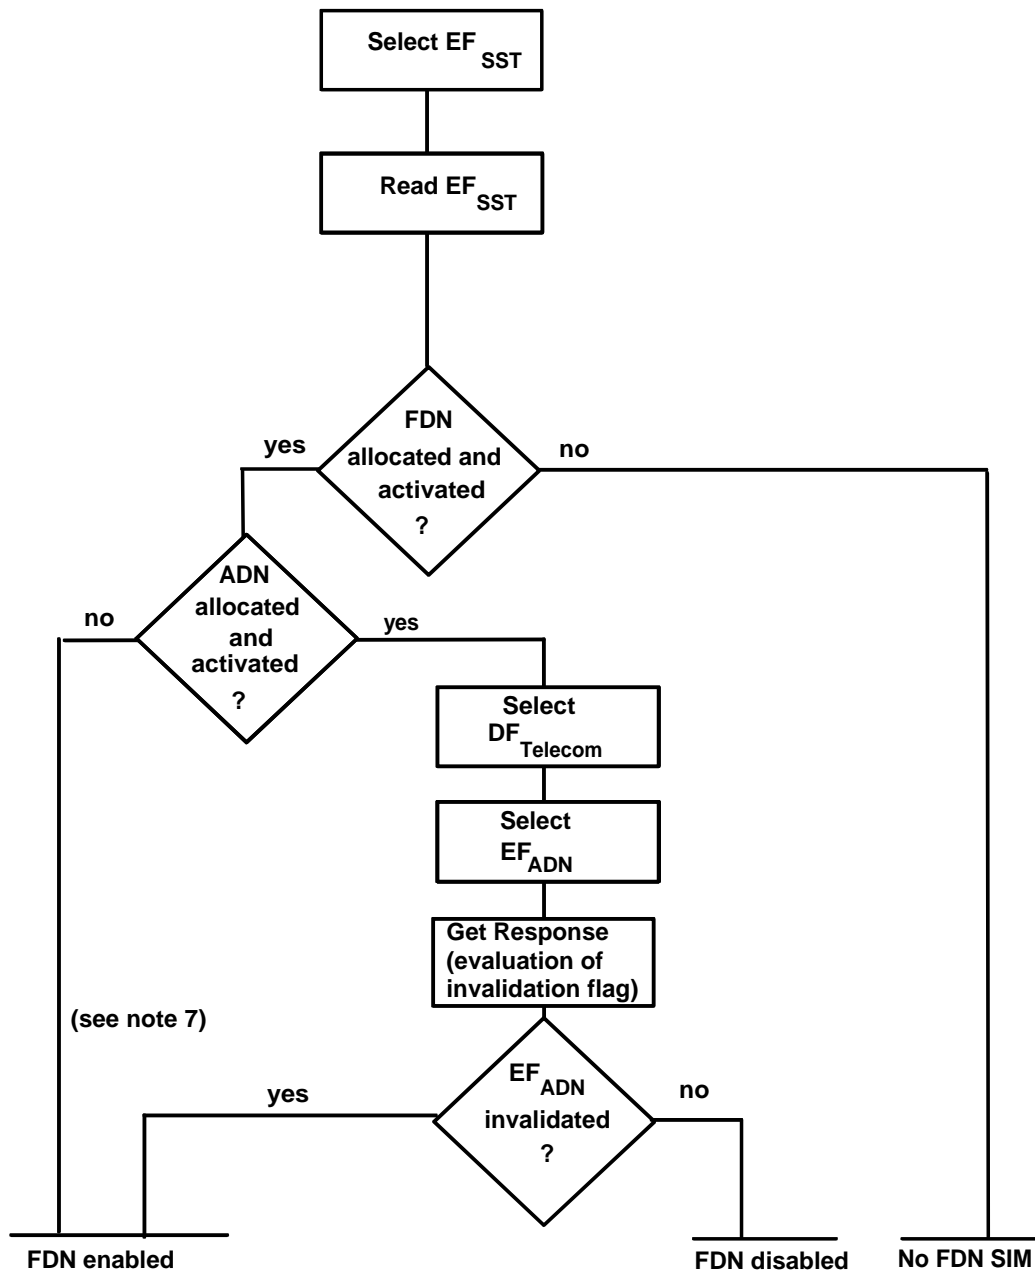 Select EF SST
Read EF SST
FDN
allocated and
activated
?
yes
no
ADN
allocated
and
activated
?
no
yes
Select
DF Telecom
Select
EF ADN
Get Response
(evaluation of
invalidation flag)
(see note 7)
EF ADN
invalidated
?
yes
no
FDN enabled
FDN disabled
No FDN SIM